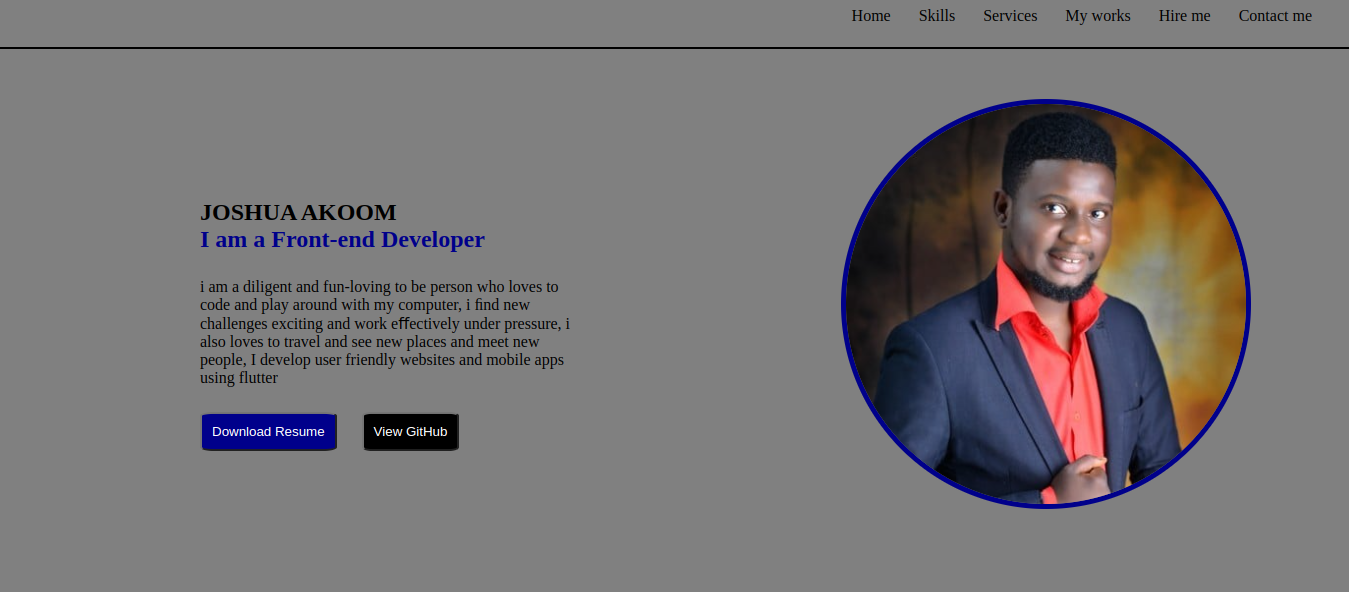 Home Skills Services My works Hire me Contact me
JOSHUA AKOOM
I am a Front-end Developer
i am a diligent and fun-loving to be person who loves to
code and play around with my computer, i find new
challenges exciting and work effectively under pressure, i
also loves to travel and see new places and meet new
people, I develop user friendly websites and mobile apps
using flutter
Download Resume View GitHub